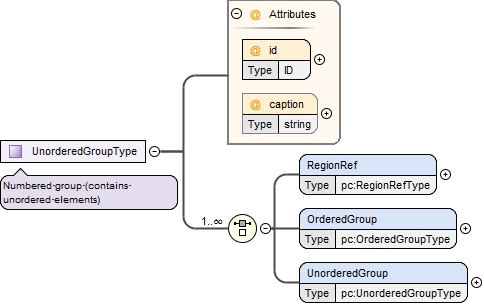 @ Attributes
@ id
Type ID
@ caption
Type string
UnorderedGroupType
Numbered·group·(contains·
unordered·elements)
1..∞
RegionRef
Type pc:RegionRefType
OrderedGroup
Type pc:OrderedGroupType
UnorderedGroup
Type pc:UnorderedGroupType